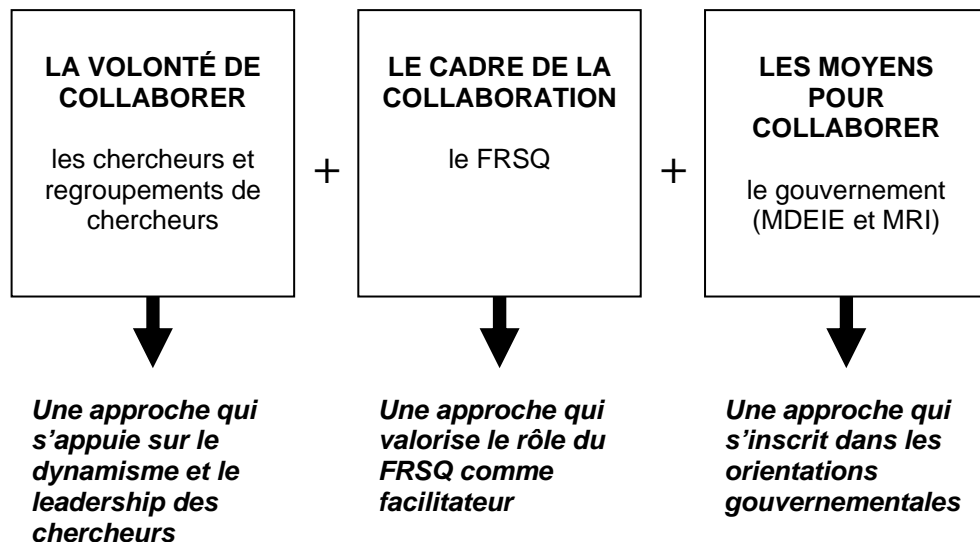 LA VOLONTÉ DE
COLLABORER
les chercheurs et
regroupements de
chercheurs
+
LE CADRE DE LA
COLLABORATION
le FRSQ
+
LES MOYENS
POUR
COLLABORER
le gouvernement
(MDEIE et MRI)
Une approche qui
s'appuie sur le
dynamisme et le
leadership des
chercheurs
Une approche qui
valorise le rôle du
FRSQ comme
facilitateur
Une approche qui
s'inscrit dans les
orientations
gouvernementales